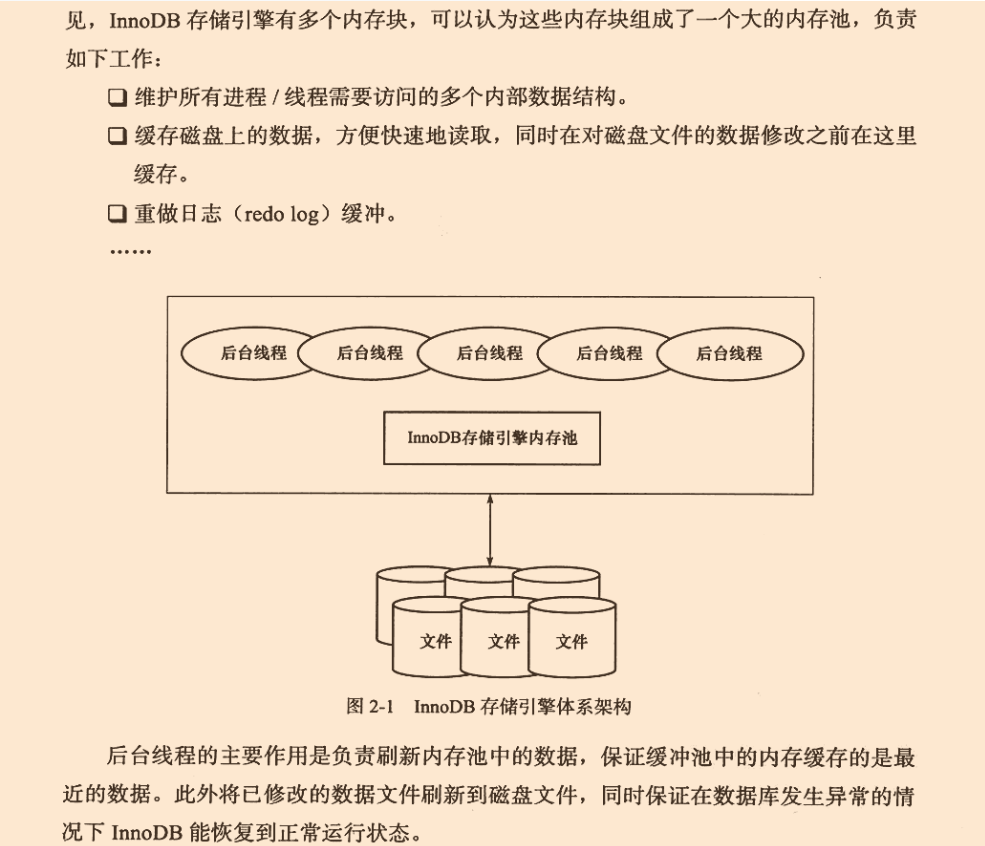 见，InnoDB 存储引擎有多个内存块，可以认为这些内存块组成了一个大的内存池，负责
如下工作：
❑ 维护所有进程 / 线程需要访问的多个内部数据结构。
❑ 缓存磁盘上的数据，方便快速地读取，同时在对磁盘文件的数据修改之前在这里
缓存。
❑ 重做日志（redo log）缓冲。
……
后台线程 后台线程 后台线程 后台线程 后台线程
InnoDB存储引擎内存池
文件 文件 文件
图 2-1 InnoDB 存储引擎体系架构
后台线程的主要作用是负责刷新内存池中的数据，保证缓冲池中的内存缓存的是最
近的数据。此外将已修改的数据文件刷新到磁盘文件，同时保证在数据库发生异常的情
况下 InnoDB 能恢复到正常运行状态。